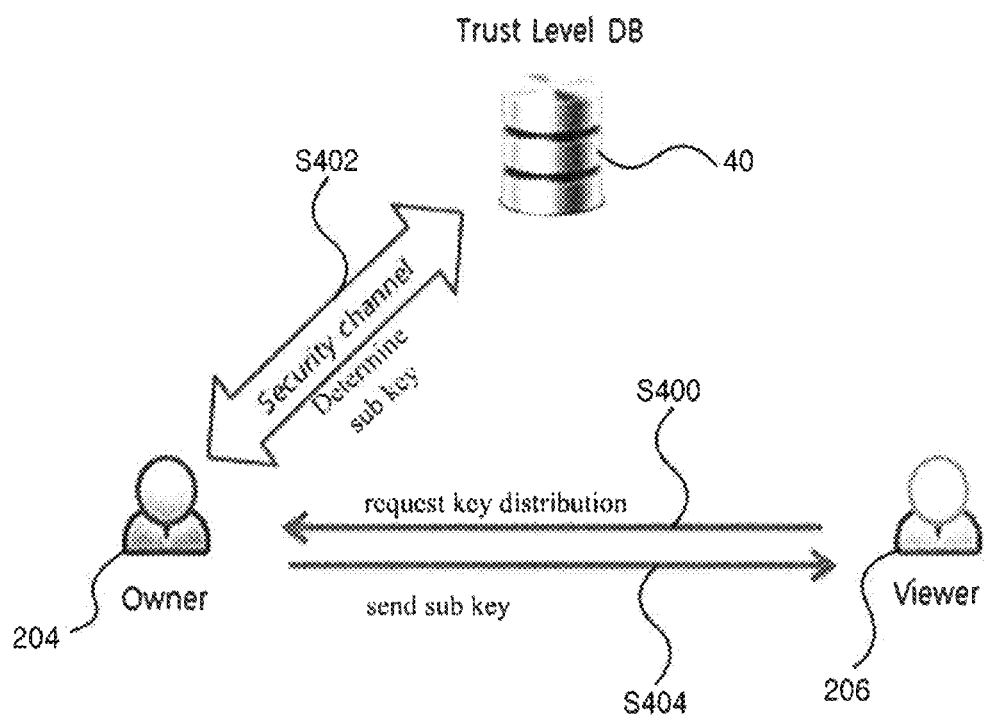 Trust Level DB
S402
40
Security channel
Determine
sub key
S400
request key distribution
Owner
send sub key
Viewer
204
206
S404